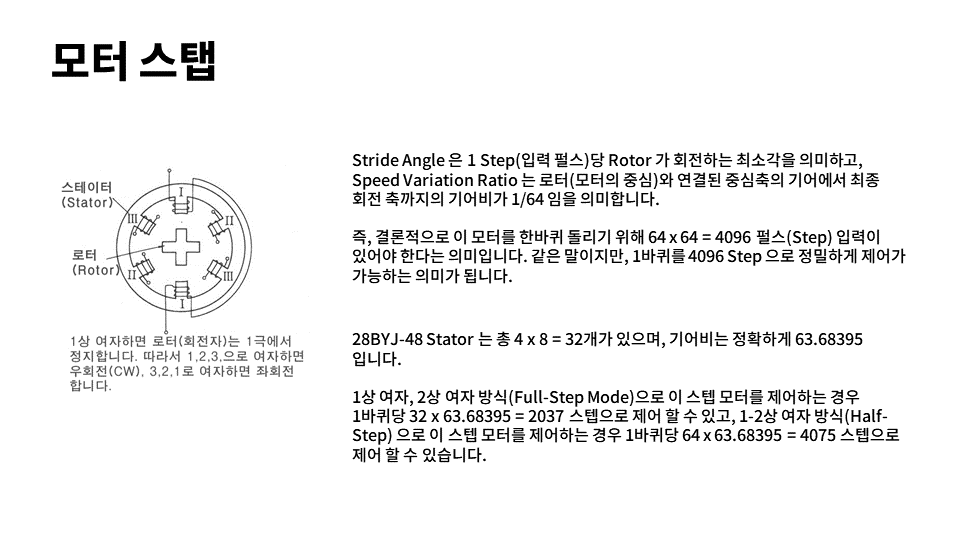 모터 스탭
스테이터
(Stator)
로터
(Rotor)
I
II
III
I
II
III
1상 여자하면 로터(회전자)는 1극에서
정지합니다. 따라서 1,2,3,으로 여자하면
우회전(CW), 3,2,1로 여자하면 좌회전
합니다.
Stride Angle 은 1 Step(입력 펄스)당 Rotor 가 회전하는 최소각을 의미하고,
Speed Variation Ratio 는 로터(모터의 중심)와 연결된 중심축의 기어에서 최종
회전 축까지의 기어비가 1/64 임을 의미합니다.
즉, 결론적으로 이 모터를 한바퀴 돌리기 위해 64 x 64 = 4096 펄스(Step) 입력이
있어야 한다는 의미입니다. 같은 말이지만, 1바퀴를 4096 Step 으로 정밀하게 제어가
가능하는 의미가 됩니다.
28BYJ-48 Stator 는 총 4 x 8 = 32개가 있으며, 기어비는 정확하게 63.68395
입니다.
1상 여자, 2상 여자 방식(Full-Step Mode)으로 이 스텝 모터를 제어하는 경우
1바퀴당 32 x 63.68395 = 2037 스텝으로 제어 할 수 있고, 1-2상 여자 방식(Half-
Step) 으로 이 스텝 모터를 제어하는 경우 1바퀴당 64 x 63.68395 = 4075 스텝으로
제어 할 수 있습니다.